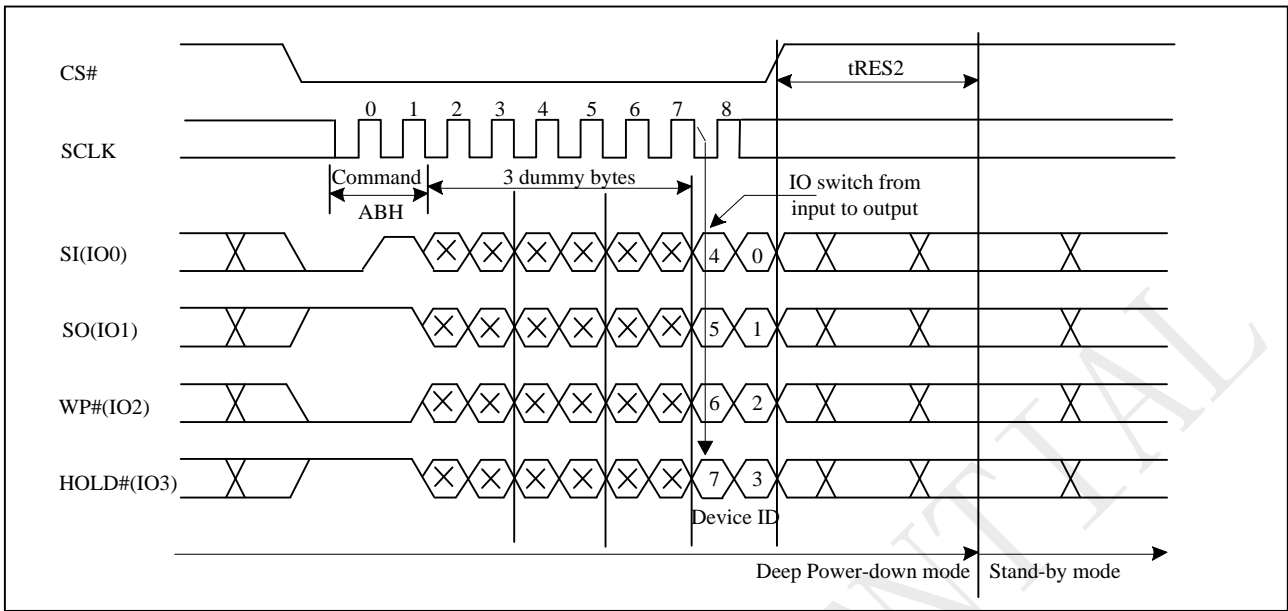 CS#
tRES2
0 1 2 3 4 5 6 7 8
SCLK
Command
ABH
3 dummy bytes
IO switch from
input to output
SI(IO0)
4 0
SO(IO1)
5 1
WP#(IO2)
6 2
HOLD#(IO3)
7 3
Device ID
Deep Power-down mode
Stand-by mode
NTIAL